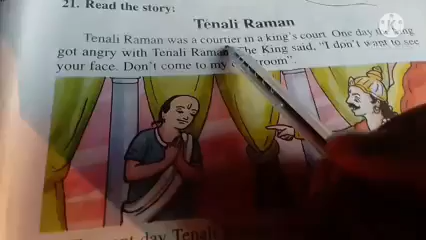 21. Read the story:
Tenali Raman
Tenali Raman was a courtier in a king's court. One day the king
got angry with Tenali Raman The King said, "I don't want to see
your face. Don't come to my room".
day Tenali